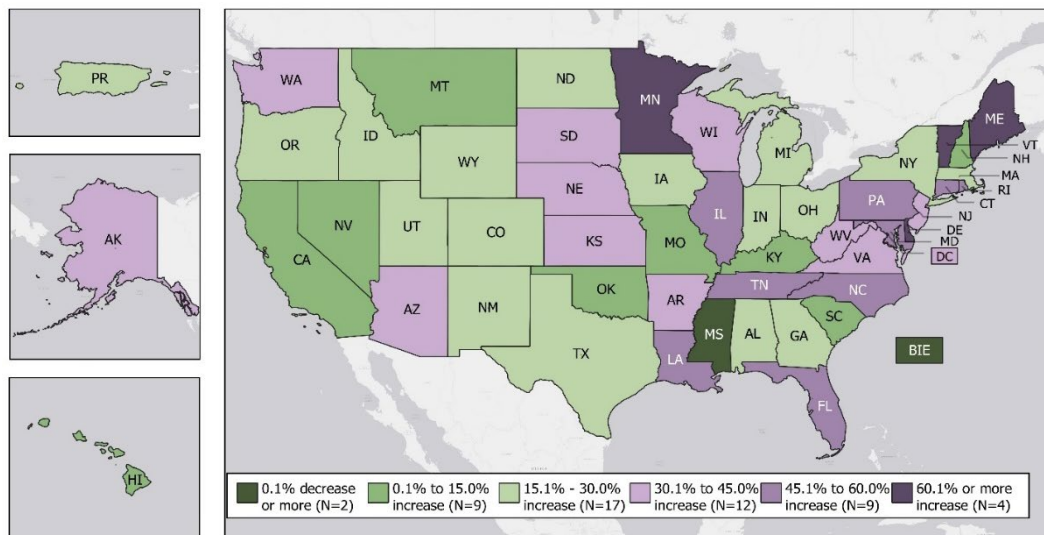 PR
AK
HI
WA
MT
ND
MN
ME
VT
NH
MA
RI
CT
NJ
DE
MD
DC
OR
ID
WY
SD
WI
MI
NY
PA
NE
IA
IL
IN
OH
WV
VA
NV
UT
CO
KS
MO
KY
CA
AZ
NM
OK
AR
TN
NC
SC
TX
LA
MS
AL
GA
FL
BIE
0.1% decrease
or more (N=2)
0.1% to 15.0%
increase (N=9)
15.1% - 30.0%
increase (N=17)
30.1% to 45.0%
increase (N=12)
45.1% to 60.0%
increase (N=9)
60.1% or more
increase (N=4)